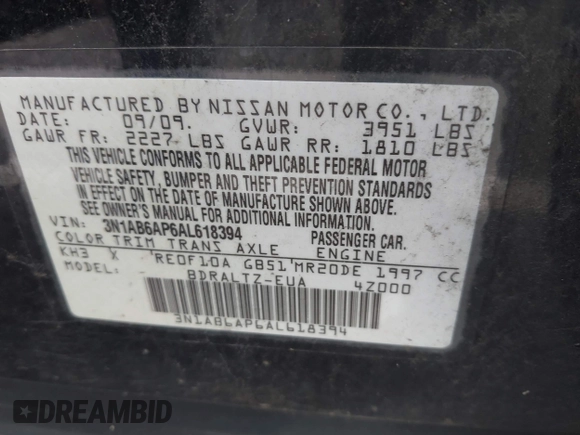 MANUFACTURED BY NISSAN MOTOR CO., LTD.
DATE: 09/09. GVWR: 3951 LBS
GAWR FR: 2227 LBS GAWR RR: 1810 LBS
THIS VEHICLE CONFORMS TO ALL APPLICABLE FEDERAL MOTOR
VEHICLE SAFETY, BUMPER AND THEFT PREVENTION STANDARDS
IN EFFECT ON THE DATE OF MANUFACTURE SHOWN ABOVE.
SEE OWNER'S MANUAL FOR ADDITIONAL INFORMATION.
VIN: 3N1AB6AP6AL618394 PASSENGER CAR.
COLOR TRIM TRANS AXLE ENGINE
KH3 X 'RE0F10A GB51'MR20DE 1997 CC
MODEL: BDRALTZ-EUA 4Z000
3N1AB6AP6AL618394
DREAMBID